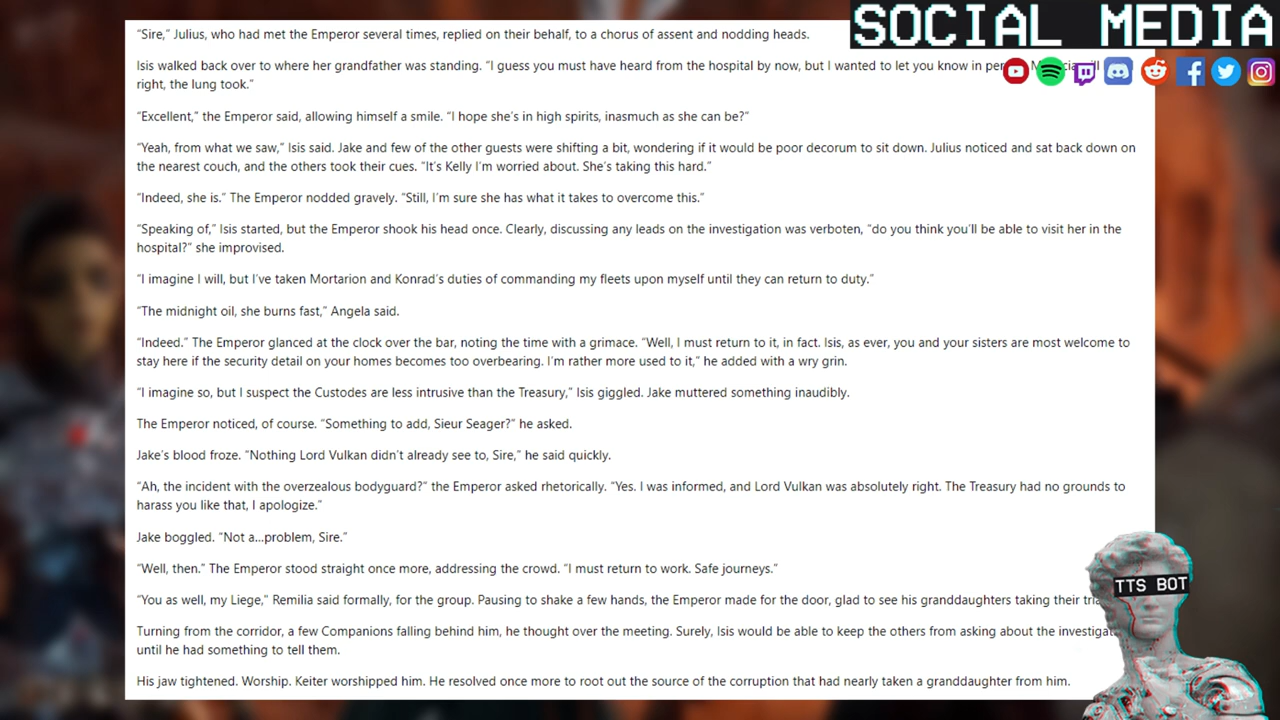 SOCIAL MEDIA
“Sire,” Julius, who had met the Emperor several times, replied on their behalf, to a chorus of assent and nodding heads.
Isis walked back over to where her grandfather was standing. “I guess you must have heard from the hospital by now, but I wanted to let you know in
right, the lung took.”
“Excellent,” the Emperor said, allowing himself a smile. “I hope she’s in high spirits, inasmuch as she can be?”
“Yeah, from what we saw,” Isis said. Jake and few of the other guests were shifting a bit, wondering if it would be poor decorum to sit down. Julius noticed and sat back down on
the nearest couch, and the others took their cues. “It’s Kelly I’m worried about. She’s taking this hard.”
“Indeed, she is.” The Emperor nodded gravely. “Still, I’m sure she has what it takes to overcome this.”
“Speaking of,” Isis started, but the Emperor shook his head once. Clearly, discussing any leads on the investigation was verboten, “do you think you’ll be able to visit her in the
hospital?” she improvised.
“I imagine I will, but I’ve taken Mortarion and Konrad’s duties of commanding my fleets upon myself until they can return to duty.”
“The midnight oil, she burns fast,” Angela said.
“Indeed.” The Emperor glanced at the clock over the bar, noting the time with a grimace. “Well, I must return to it, in fact. Isis, as ever, you and your sisters are most welcome to
stay here if the security detail on your homes becomes too overbearing. I’m rather more used to it,” he added with a wry grin.
“I imagine so, but I suspect the Custodes are less intrusive than the Treasury,” Isis giggled. Jake muttered something inaudibly.
The Emperor noticed, of course. “Something to add, Sieur Seager?” he asked.
Jake’s blood froze. “Nothing Lord Vulkan didn’t already see to, Sire,” he said quickly.
“Ah, the incident with the overzealous bodyguard?” the Emperor asked rhetorically. “Yes. I was informed, and Lord Vulkan was absolutely right. The Treasury had no grounds to
harass you like that, I apologize.”
Jake boggled. “Not a…problem, Sire.”
“Well, then.” The Emperor stood straight once more, addressing the crowd. “I must return to work. Safe journeys.”
“You as well, my Liege,” Remilia said formally, for the group. Pausing to shake a few hands, the Emperor made for the door, glad to see his granddaughters taking their
Turning from the corridor, a few Companions falling behind him, he thought over the meeting. Surely, Isis would be able to keep the others from asking about the
until he had something to tell them.
His jaw tightened. Worship. Keiter worshipped him. He resolved once more to root out the source of the corruption that had nearly taken a granddaughter from him.
TTS BOT